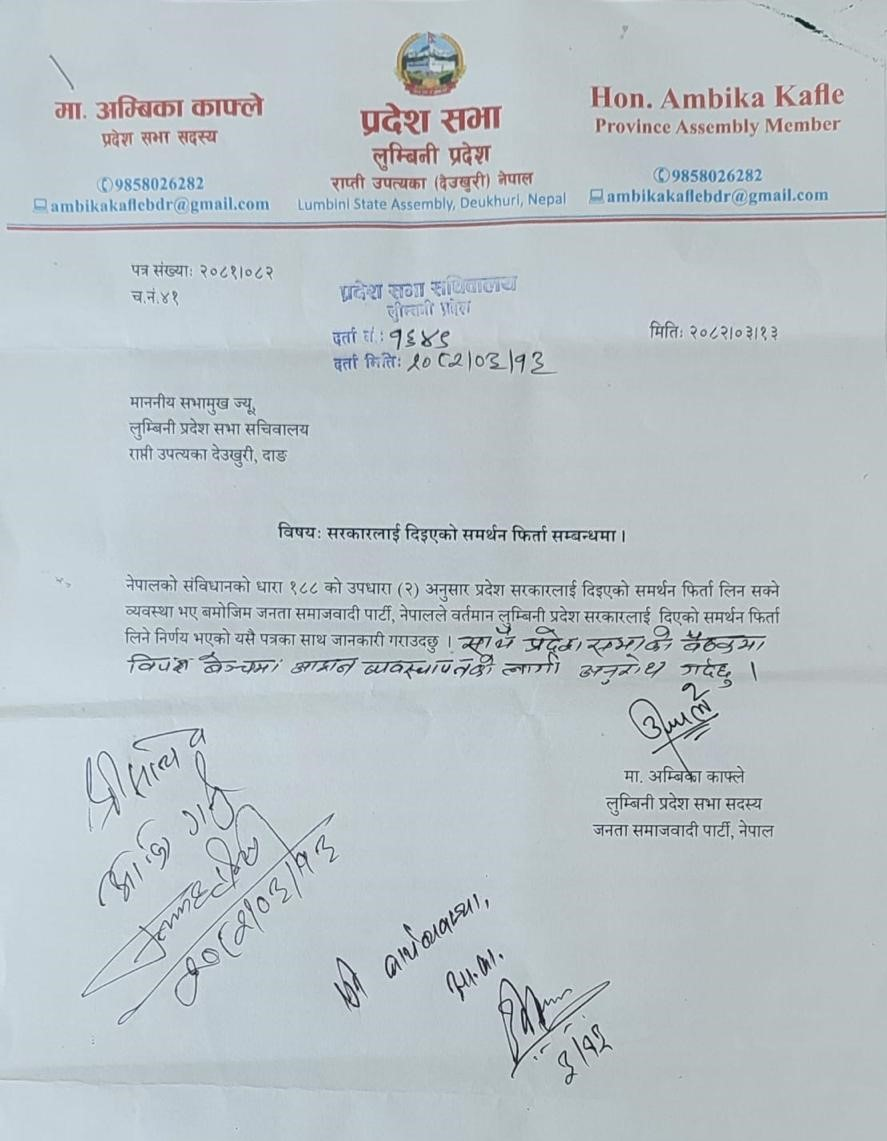 मा. अम्बिका काफ्ले
प्रदेश सभा सदस्य
✆9858026282
ambikakaflebdr@gmail.com
प्रदेश सभा
लुम्बिनी प्रदेश
राप्ती उपत्यका (देउखुरी) नेपाल
Lumbini State Assembly, Deukhuri, Nepal
Hon. Ambika Kafle
Province Assembly Member
✆9858026282
ambikakaflebdr@gmail.com
पत्र संख्याः २०८१।०८२
च.नं.४१
प्रदेश सभा सचिवालय
लुम्बिनी प्रदेश
दर्ता नं.: १६४९
दर्ता मितिः २०८२।०३।१३
मितिः २०८२।०३।१३
माननीय सभामुख ज्यू,
लुम्बिनी प्रदेश सभा सचिवालय
राप्ती उपत्यका देउखुरी, दाङ
विषयः सरकारलाई दिइएको समर्थन फिर्ता सम्बन्धमा ।
नेपालको संविधानको धारा १८८ को उपधारा (२) अनुसार प्रदेश सरकारलाई दिइएको समर्थन फिर्ता लिन सक्ने
व्यवस्था भए बमोजिम जनता समाजवादी पार्टी, नेपालले वर्तमान लुम्बिनी प्रदेश सरकारलाई दिएको समर्थन फिर्ता
लिने निर्णय भएको यसै पत्रका साथ जानकारी गराउदछु । साथै प्रदेश सभाको बैठकमा
विपक्ष बेञ्चमा आसन व्यवस्थापनको लागी अनुरोध गर्दछु ।
मा. अम्बिका काफ्ले
लुम्बिनी प्रदेश सभा सदस्य
जनता समाजवादी पार्टी, नेपाल
२०८२/०३/१३
श्री कार्यव्यवस्था,
आ.का.
३/१३